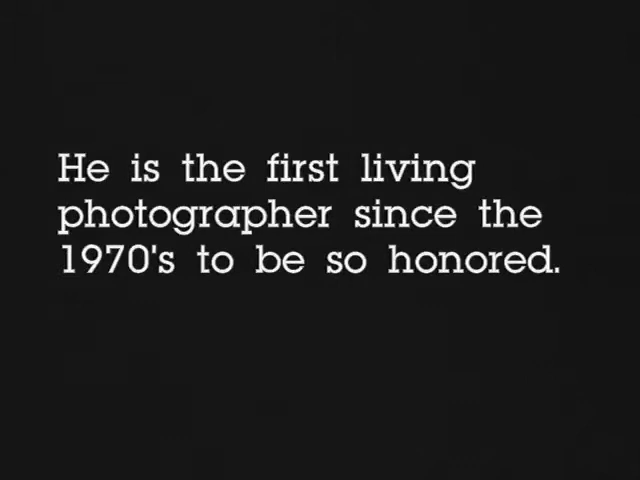 He is the first living
photographer since the
1970's to be so honored.